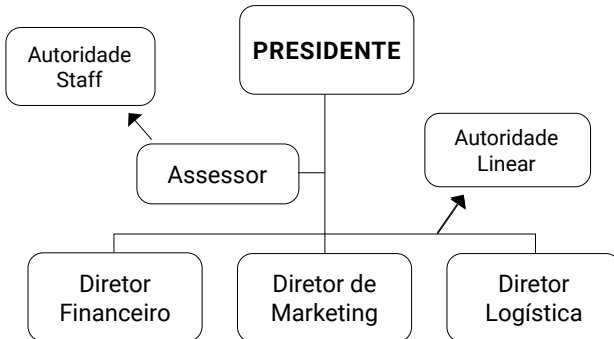 PRESIDENTE
Autoridade
Staff
Assessor
Autoridade
Linear
Diretor
Financeiro
Diretor de
Marketing
Diretor
Logística